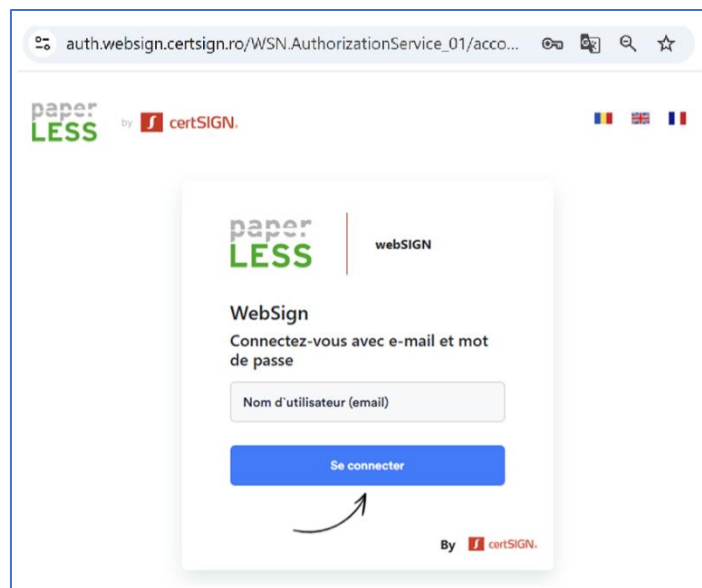 auth.websign.certsign.ro/WSN.AuthorizationService_01/acco...
paper
LESS
by certSIGN.
paper
LESS
webSIGN
WebSign
Connectez-vous avec e-mail et mot
de passe
Nom d`utilisateur (email)
Se connecter
By certSIGN.